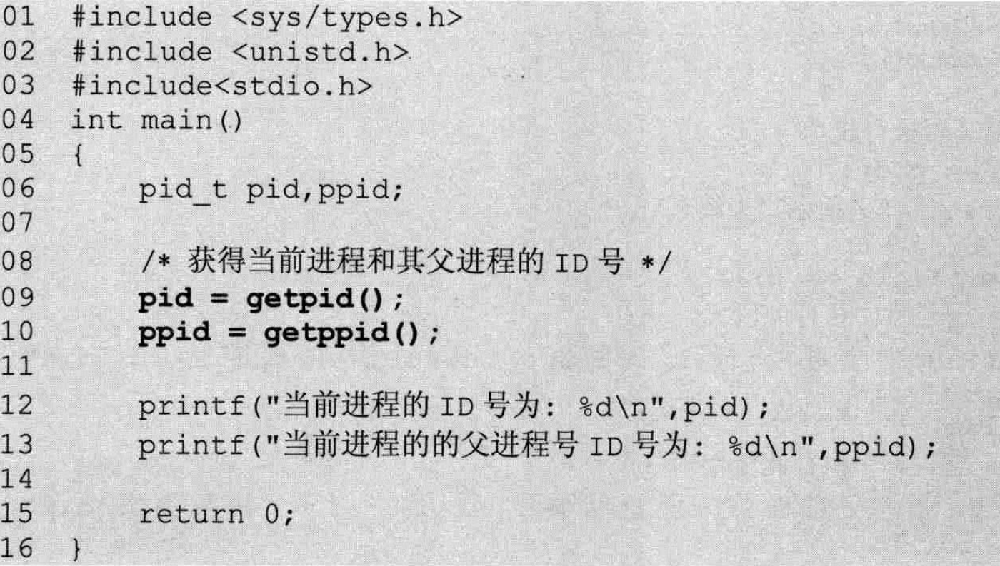 01 #include <sys/types.h>
02 #include <unistd.h>
03 #include<stdio.h>
04 int main()
05 {
06 pid_t pid,ppid;
07
08 /* 获得当前进程和其父进程的 ID 号 */
09 pid = getpid();
10 ppid = getppid();
11
12 printf("当前进程的 ID 号为: %d\n",pid);
13 printf("当前进程的的父进程号 ID 号为: %d\n",ppid);
14
15 return 0;
16 }